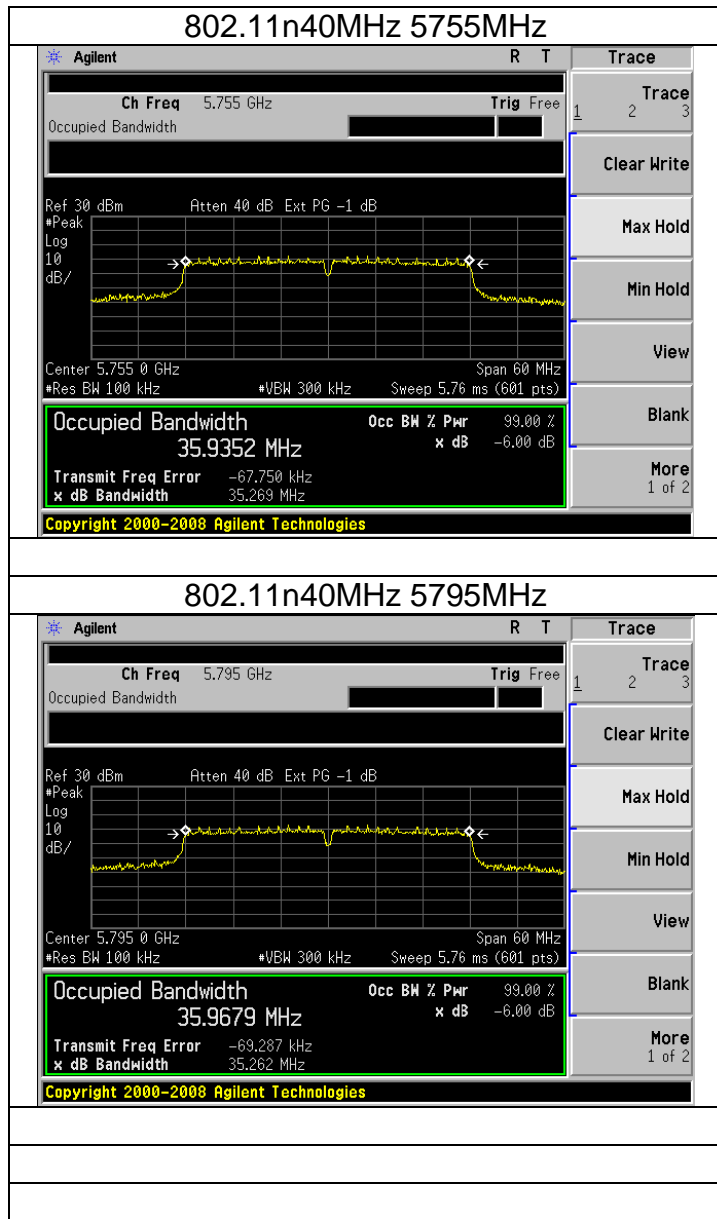 802.11n40MHz 5755MHz
Agilent R T Trace
Ch Freq 5.755 GHz Trig Free
Occupied Bandwidth
Trace
1 2 3
Clear Write
Ref 30 dBm Atten 40 dB Ext PG -1 dB
#Peak
Log
10
dB/
Max Hold
Min Hold
View
Center 5.755 0 GHz Span 60 MHz
#Res BW 100 kHz #VBW 300 kHz Sweep 5.76 ms (601 pts)
Occupied Bandwidth Occ BW % Pwr 99.00 %
35.9352 MHz x dB -6.00 dB
Blank
Transmit Freq Error -67.750 kHz
x dB Bandwidth 35.269 MHz
More
1 of 2
Copyright 2000-2008 Agilent Technologies
802.11n40MHz 5795MHz
Agilent R T Trace
Ch Freq 5.795 GHz Trig Free
Occupied Bandwidth
Trace
1 2 3
Clear Write
Ref 30 dBm Atten 40 dB Ext PG -1 dB
#Peak
Log
10
dB/
Max Hold
Min Hold
View
Center 5.795 0 GHz Span 60 MHz
#Res BW 100 kHz #VBW 300 kHz Sweep 5.76 ms (601 pts)
Occupied Bandwidth Occ BW % Pwr 99.00 %
35.9679 MHz x dB -6.00 dB
Blank
Transmit Freq Error -69.287 kHz
x dB Bandwidth 35.262 MHz
More
1 of 2
Copyright 2000-2008 Agilent Technologies